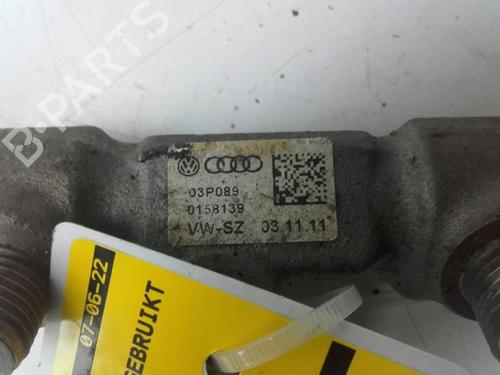 B-PARTS
03P089
0158139
VW-SZ 03.11.11
07-06-22
GEBRUIKT